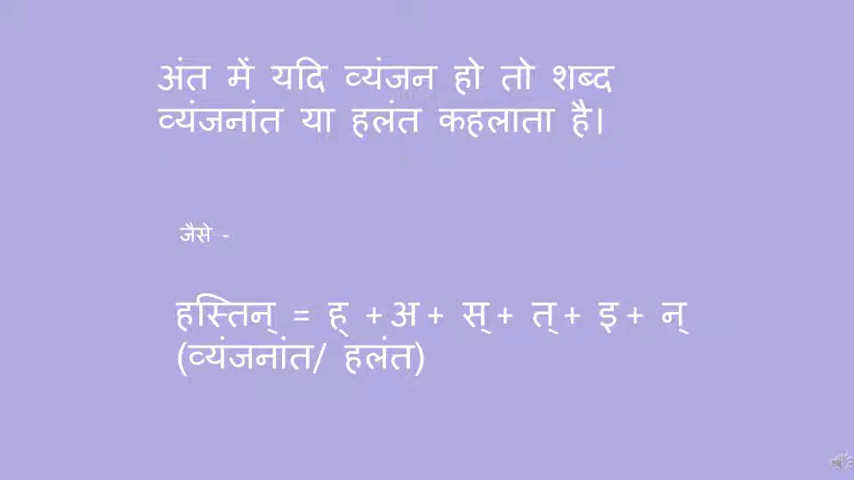 अंत में यदि व्यंजन हो तो शब्द
व्यंजनांत या हलंत कहलाता है।
जैसे -
हस्तिन् = ह् + अ + स् + त् + इ + न्
(व्यंजनांत/ हलंत)